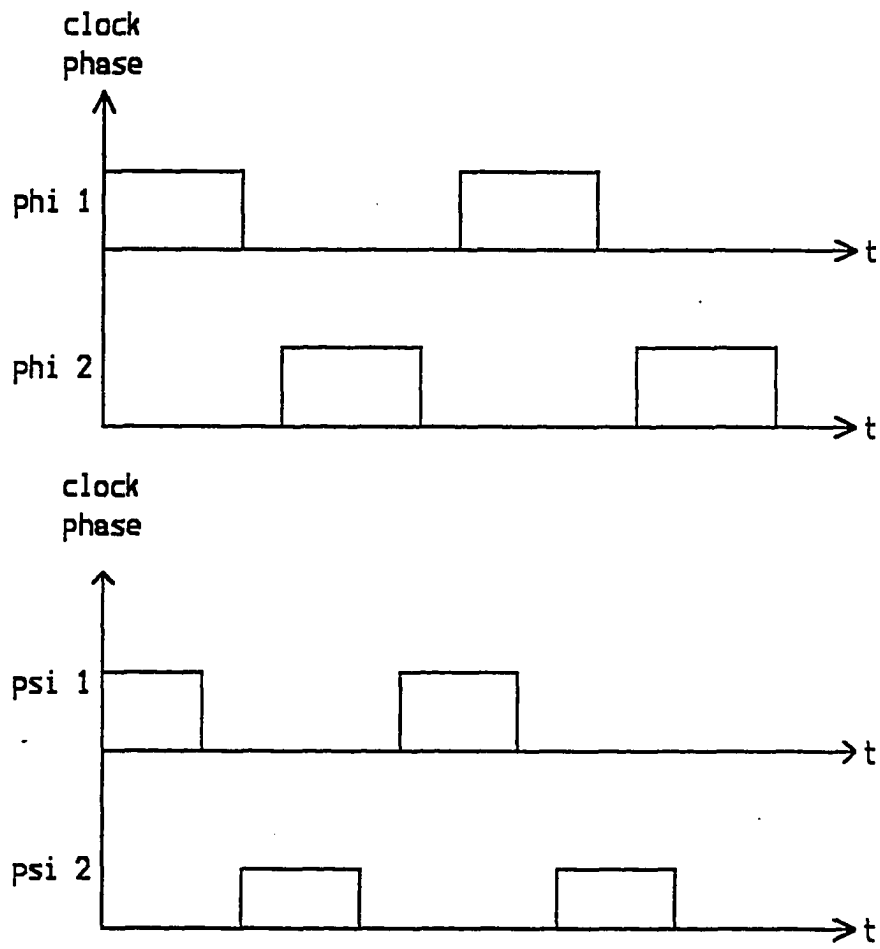 clock
phase
phi 1
t
phi 2
t
clock
phase
psi 1
t
psi 2
t